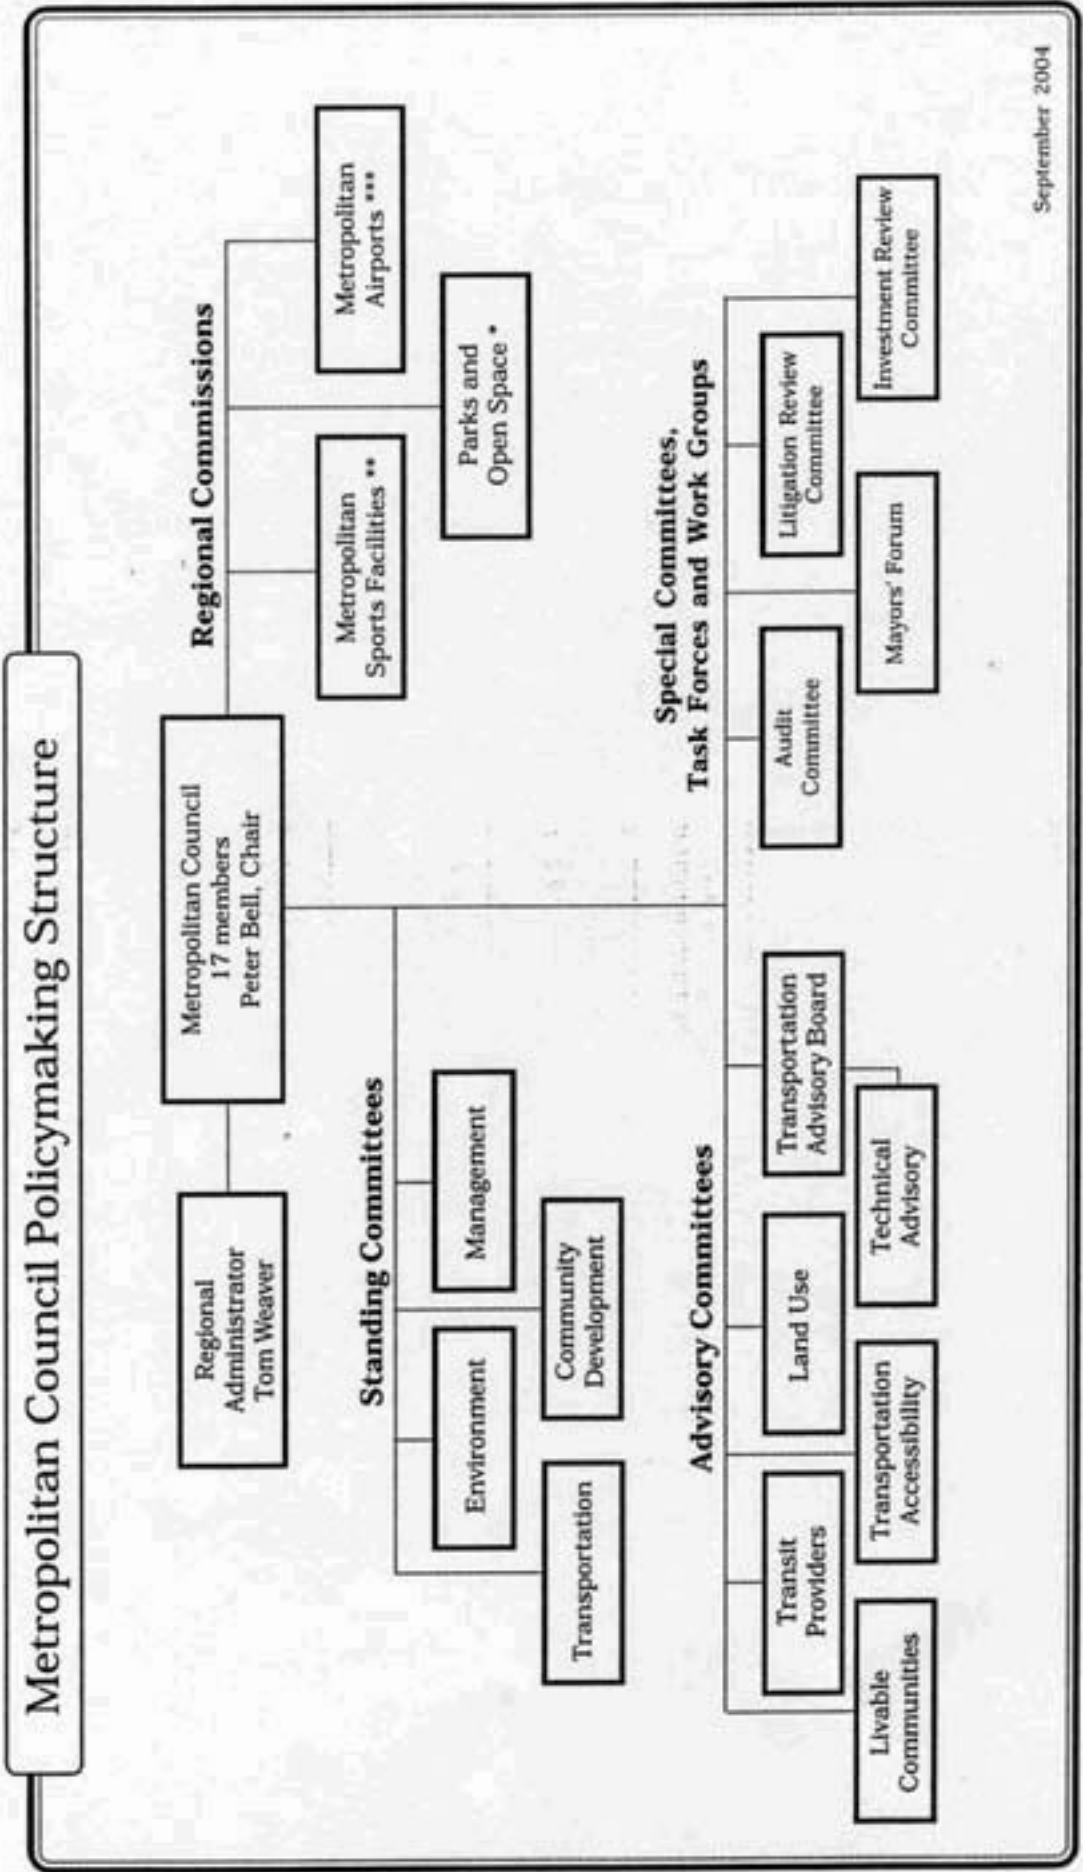 Metropolitan Council Policymaking Structure
Regional
Administrator
Tom Weaver
Metropolitan Council
17 members
Peter Bell, Chair
Regional Commissions
Metropolitan
Sports Facilities **
Metropolitan
Airports ***
Parks and
Open Space *
Standing Committees
Environment
Management
Transportation
Community
Development
Advisory Committees
Transit
Providers
Land Use
Transportation
Advisory Board
Livable
Communities
Transportation
Accessibility
Technical
Advisory
Special Committees,
Task Forces and Work Groups
Audit
Committee
Litigation Review
Committee
Mayors' Forum
Investment Review
Committee
September 2004